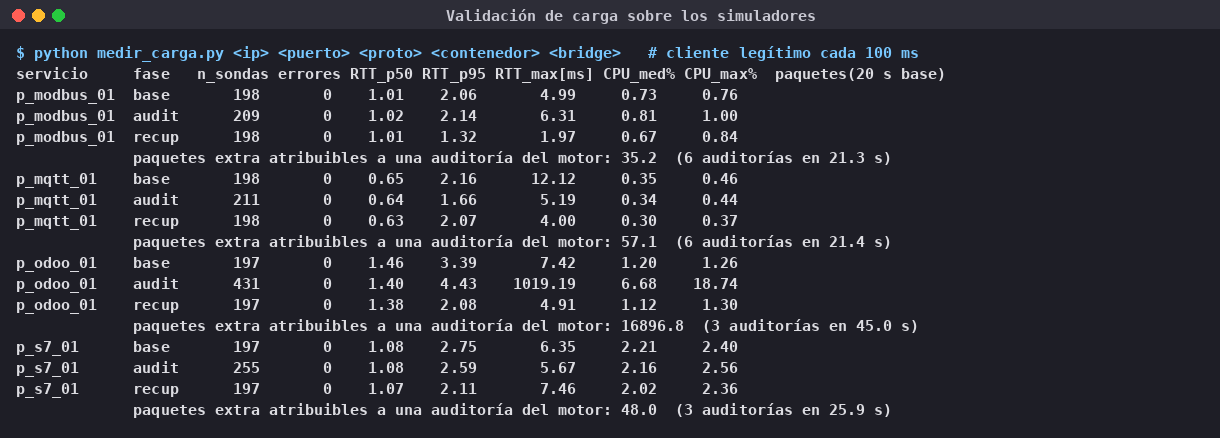 Validación de carga sobre los simuladores
$ python medir_carga.py <ip> <puerto> <proto> <contenedor> <bridge>   # cliente legítimo cada 100 ms
servicio     fase   n_sondas errores RTT_p50 RTT_p95 RTT_max[ms] CPU_med% CPU_max%  paquetes(20 s base)
p_modbus_01  base       198       0    1.01    2.06       4.99     0.73     0.76
p_modbus_01  audit      209       0    1.02    2.14       6.31     0.81     1.00
p_modbus_01  recup      198       0    1.01    1.32       1.97     0.67     0.84
             paquetes extra atribuibles a una auditoría del motor: 35.2  (6 auditorías en 21.3 s)
p_mqtt_01    base       198       0    0.65    2.16      12.12     0.35     0.46
p_mqtt_01    audit      211       0    0.64    1.66       5.19     0.34     0.44
p_mqtt_01    recup      198       0    0.63    2.07       4.00     0.30     0.37
             paquetes extra atribuibles a una auditoría del motor: 57.1  (6 auditorías en 21.4 s)
p_odoo_01    base       197       0    1.46    3.39       7.42     1.20     1.26
p_odoo_01    audit      431       0    1.40    4.43    1019.19     6.68    18.74
p_odoo_01    recup      197       0    1.38    2.08       4.91     1.12     1.30
             paquetes extra atribuibles a una auditoría del motor: 16896.8  (3 auditorías en 45.0 s)
p_s7_01      base       197       0    1.08    2.75       6.35     2.21     2.40
p_s7_01      audit      255       0    1.08    2.59       5.67     2.16     2.56
p_s7_01      recup      197       0    1.07    2.11       7.46     2.02     2.36
             paquetes extra atribuibles a una auditoría del motor: 48.0  (3 auditorías en 25.9 s)